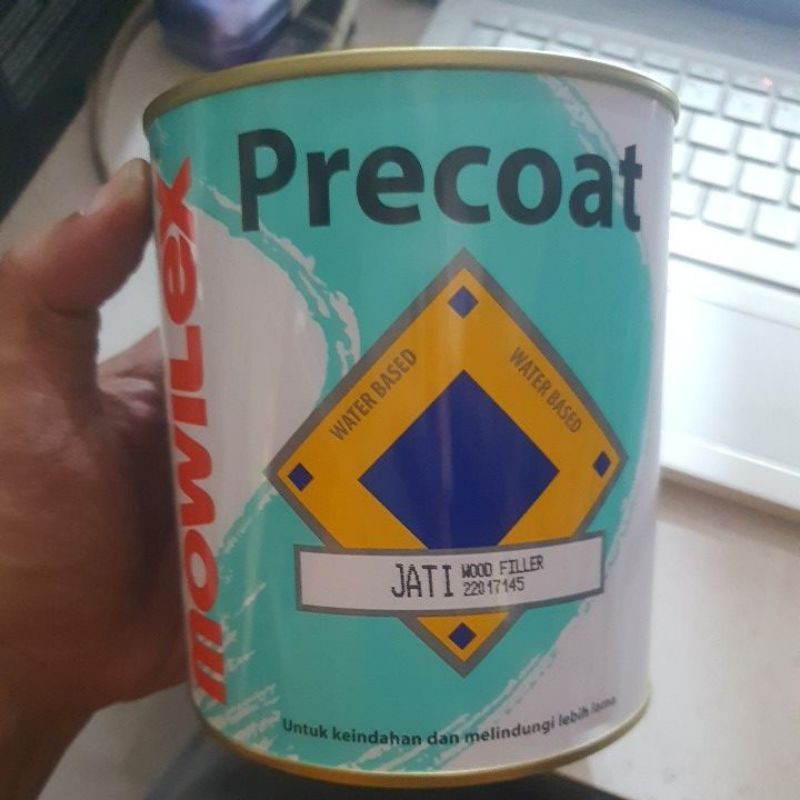 Precoat
mowilex
WATER BASED
WATER BASED
JATI WOOD FILLER
22017145
Untuk keindahan dan melindungi lebih lama